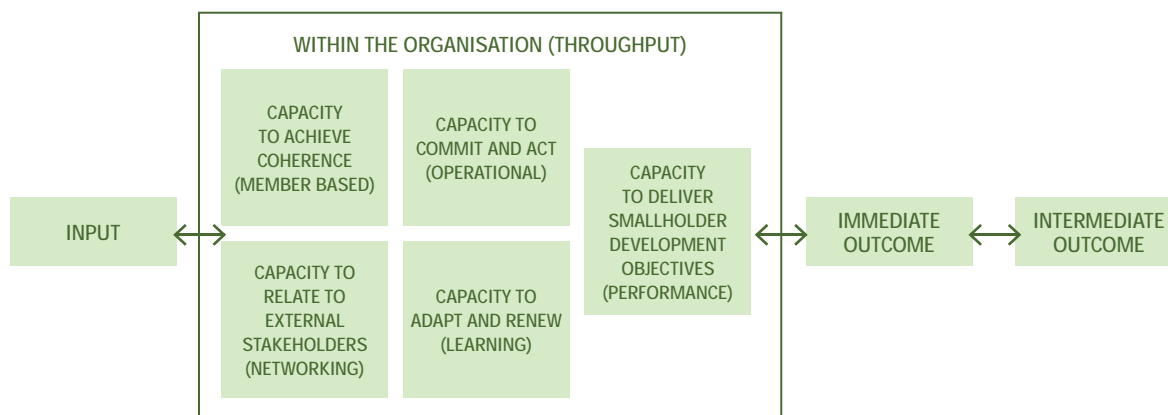 WITHIN THE ORGANISATION (THROUGHPUT)
INPUT
CAPACITY
TO ACHIEVE
COHERENCE
(MEMBER BASED)
CAPACITY TO
COMMIT AND ACT
(OPERATIONAL)
CAPACITY TO
RELATE TO
EXTERNAL
STAKEHOLDERS
(NETWORKING)
CAPACITY TO
ADAPT AND RENEW
(LEARNING)
CAPACITY
TO DELIVER
SMALLHOLDER
DEVELOPMENT
OBJECTIVES
(PERFORMANCE)
IMMEDIATE
OUTCOME
INTERMEDIATE
OUTCOME